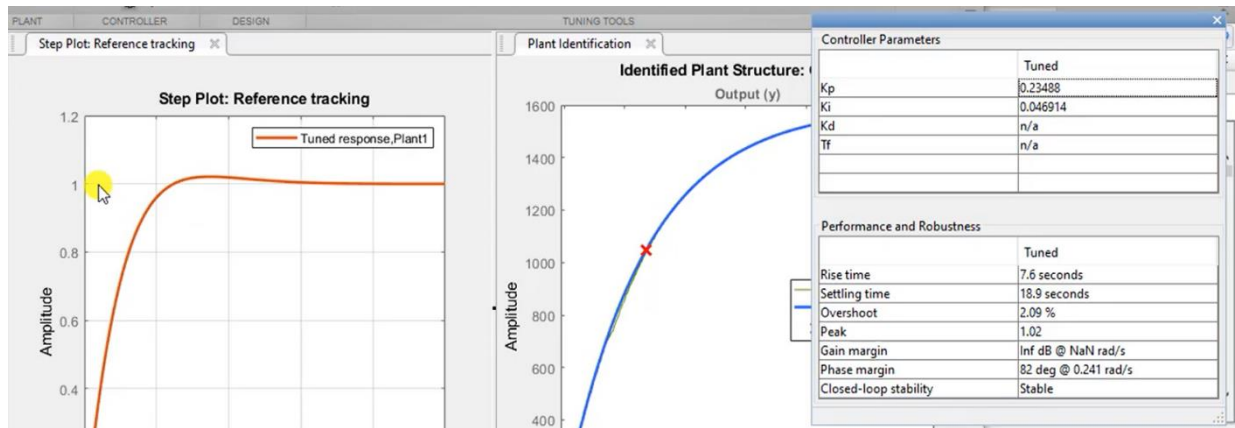 PLANT CONTROLLER DESIGN TUNING TOOLS
Step Plot: Reference tracking
Plant Identification
Step Plot: Reference tracking
Tuned response,Plant1
1.2
1
0.8
0.6
0.4
Amplitude
Identified Plant Structure:
Output (y)
1600
1400
1200
1000
800
600
400
Amplitude
Controller Parameters
Tuned
Kp 0.23488
Ki 0.046914
Kd n/a
Tf n/a
Performance and Robustness
Tuned
Rise time 7.6 seconds
Settling time 18.9 seconds
Overshoot 2.09 %
Peak 1.02
Gain margin Inf dB @ NaN rad/s
Phase margin 82 deg @ 0.241 rad/s
Closed-loop stability Stable